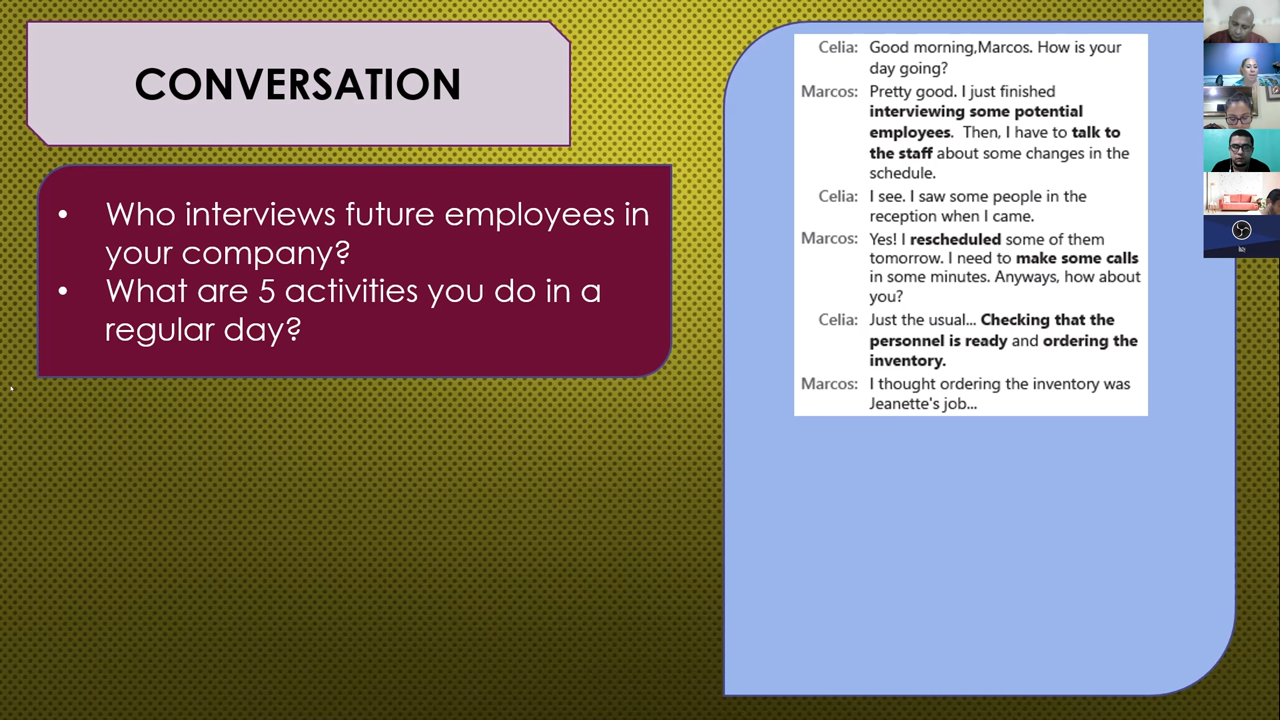 CONVERSATION
• Who interviews future employees in
your company?
• What are 5 activities you do in a
regular day?
Celia: Good morning,Marcos. How is your
day going?
Marcos: Pretty good. I just finished
interviewing some potential
employees. Then, I have to talk to
the staff about some changes in the
schedule.
Celia: I see. I saw some people in the
reception when I came.
Marcos: Yes! I rescheduled some of them
tomorrow. I need to make some calls
in some minutes. Anyways, how about
you?
Celia: Just the usual... Checking that the
personnel is ready and ordering the
inventory.
Marcos: I thought ordering the inventory was
Jeanette's job...